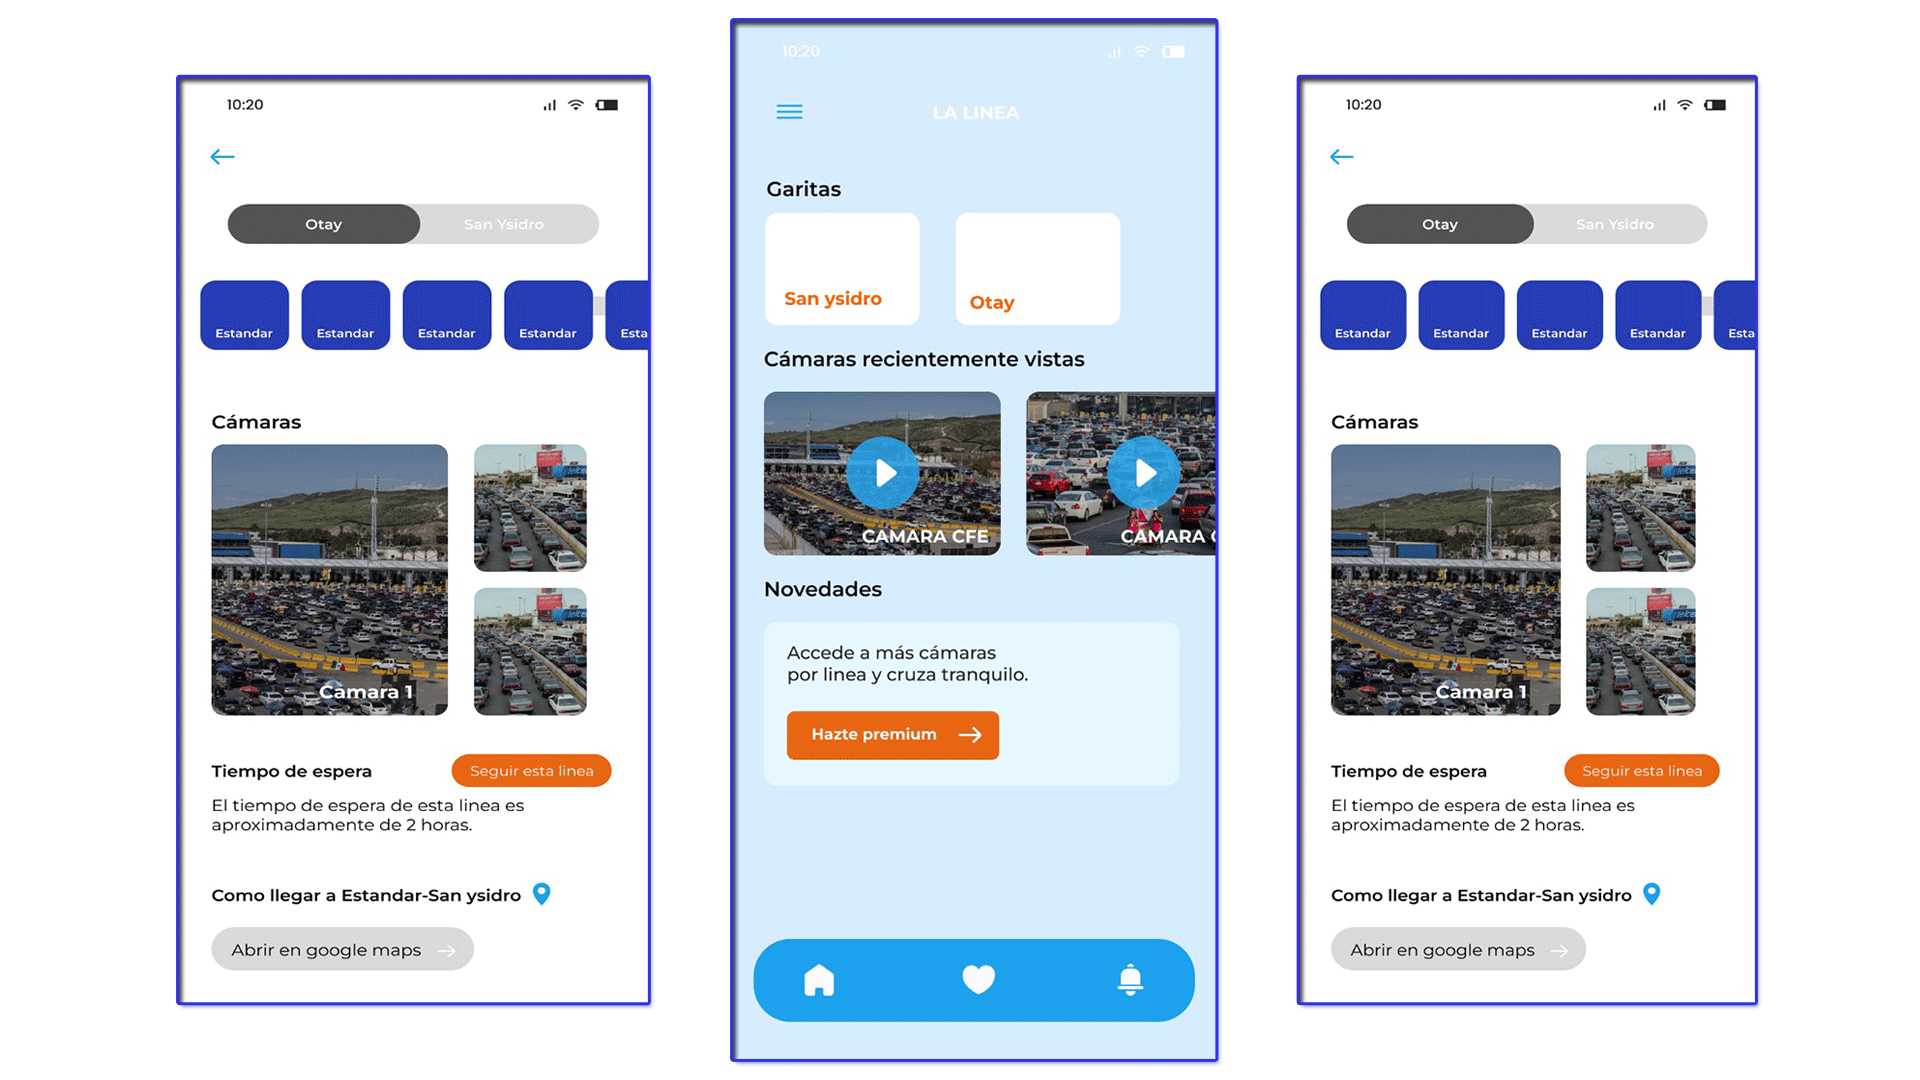 10:20
Otay
San Ysidro
Estandar
Estandar
Estandar
Estandar
Esta
Cámaras
Camara 1
Tiempo de espera
Seguir esta linea
El tiempo de espera de esta linea es
aproximadamente de 2 horas.
Como llegar a Estandar-San ysidro
Abrir en google maps
10:20
LA LINEA
Garitas
San ysidro
Otay
Cámaras recientemente vistas
CAMARA CFE
CAMARA
Novedades
Accede a más cámaras
por linea y cruza tranquilo.
Hazte premium
10:20
Otay
San Ysidro
Estandar
Estandar
Estandar
Estandar
Esta
Cámaras
Camara 1
Tiempo de espera
Seguir esta linea
El tiempo de espera de esta linea es
aproximadamente de 2 horas.
Como llegar a Estandar-San ysidro
Abrir en google maps